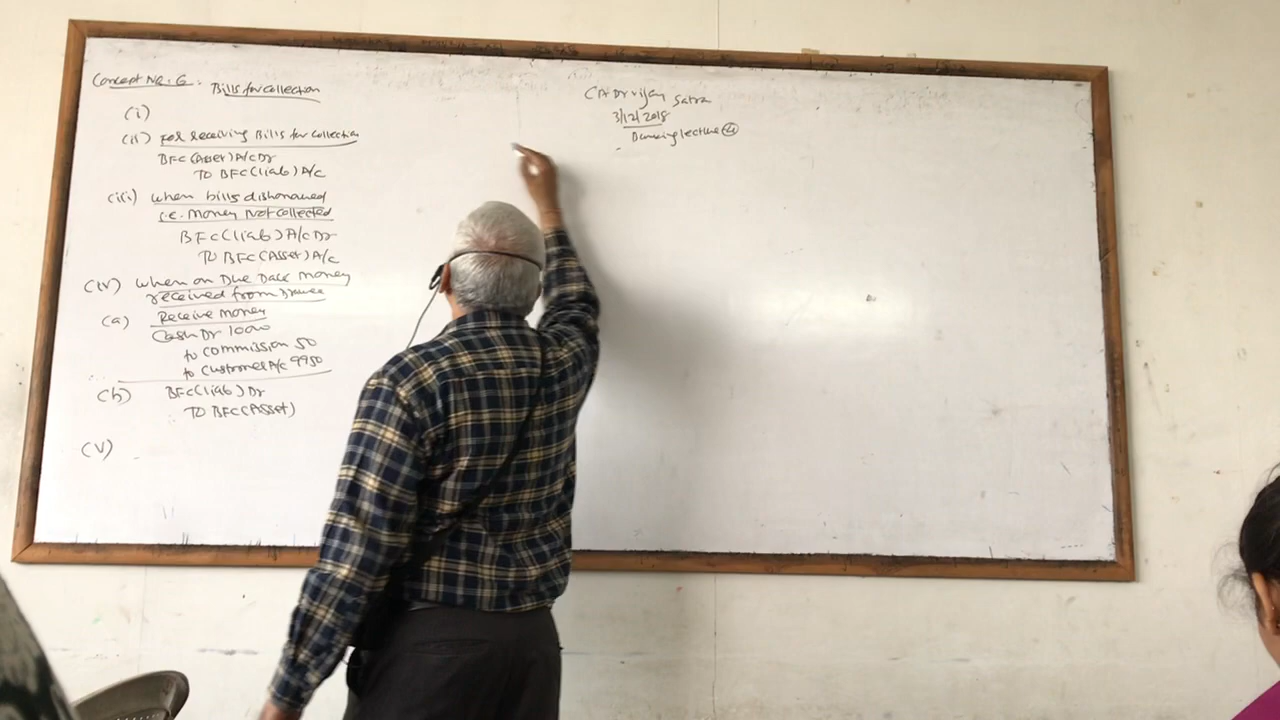 Concept No. 6. Bills for collection
(i)
(ii) For receiving Bills for collection
BFC (Asset) A/c Dr
TO BFC (liab) A/c
(iii) when bills dishonoured
i.e. money Not collected
BFC (liab) A/c Dr
TO BFC (Asset) A/c
(iv) when on Due Date money
received from Drawee
(a) Receive money
Cash Dr 10000
to commission 50
to customer A/c 9950
(b) BFC (liab) Dr
TO BFC (Asset)
(V)
CA Dr Vijay Satra
3/12/2018
Banking lecture